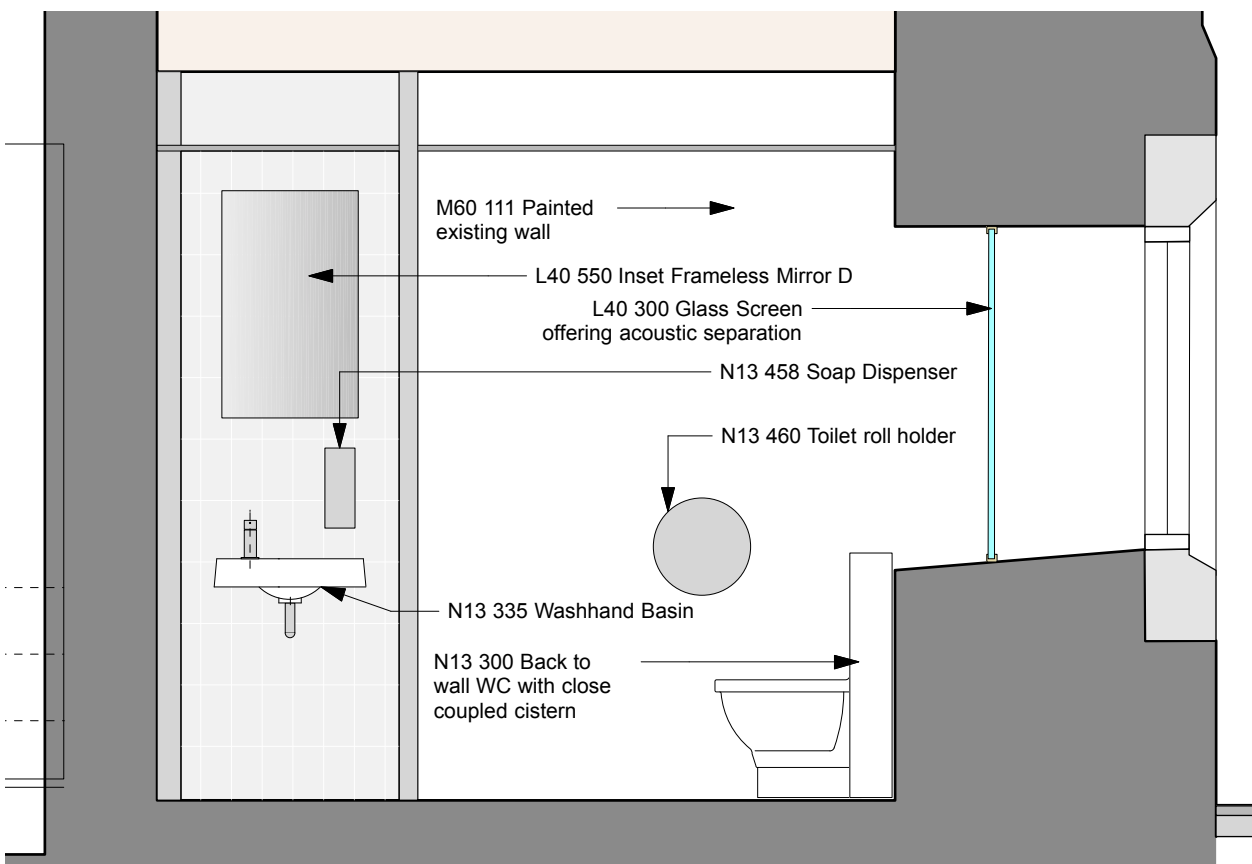 M60 111 Painted
existing wall
L40 550 Inset Frameless Mirror D
L40 300 Glass Screen
offering acoustic separation
N13 458 Soap Dispenser
N13 460 Toilet roll holder
N13 335 Washhand Basin
N13 300 Back to
wall WC with close
coupled cistern